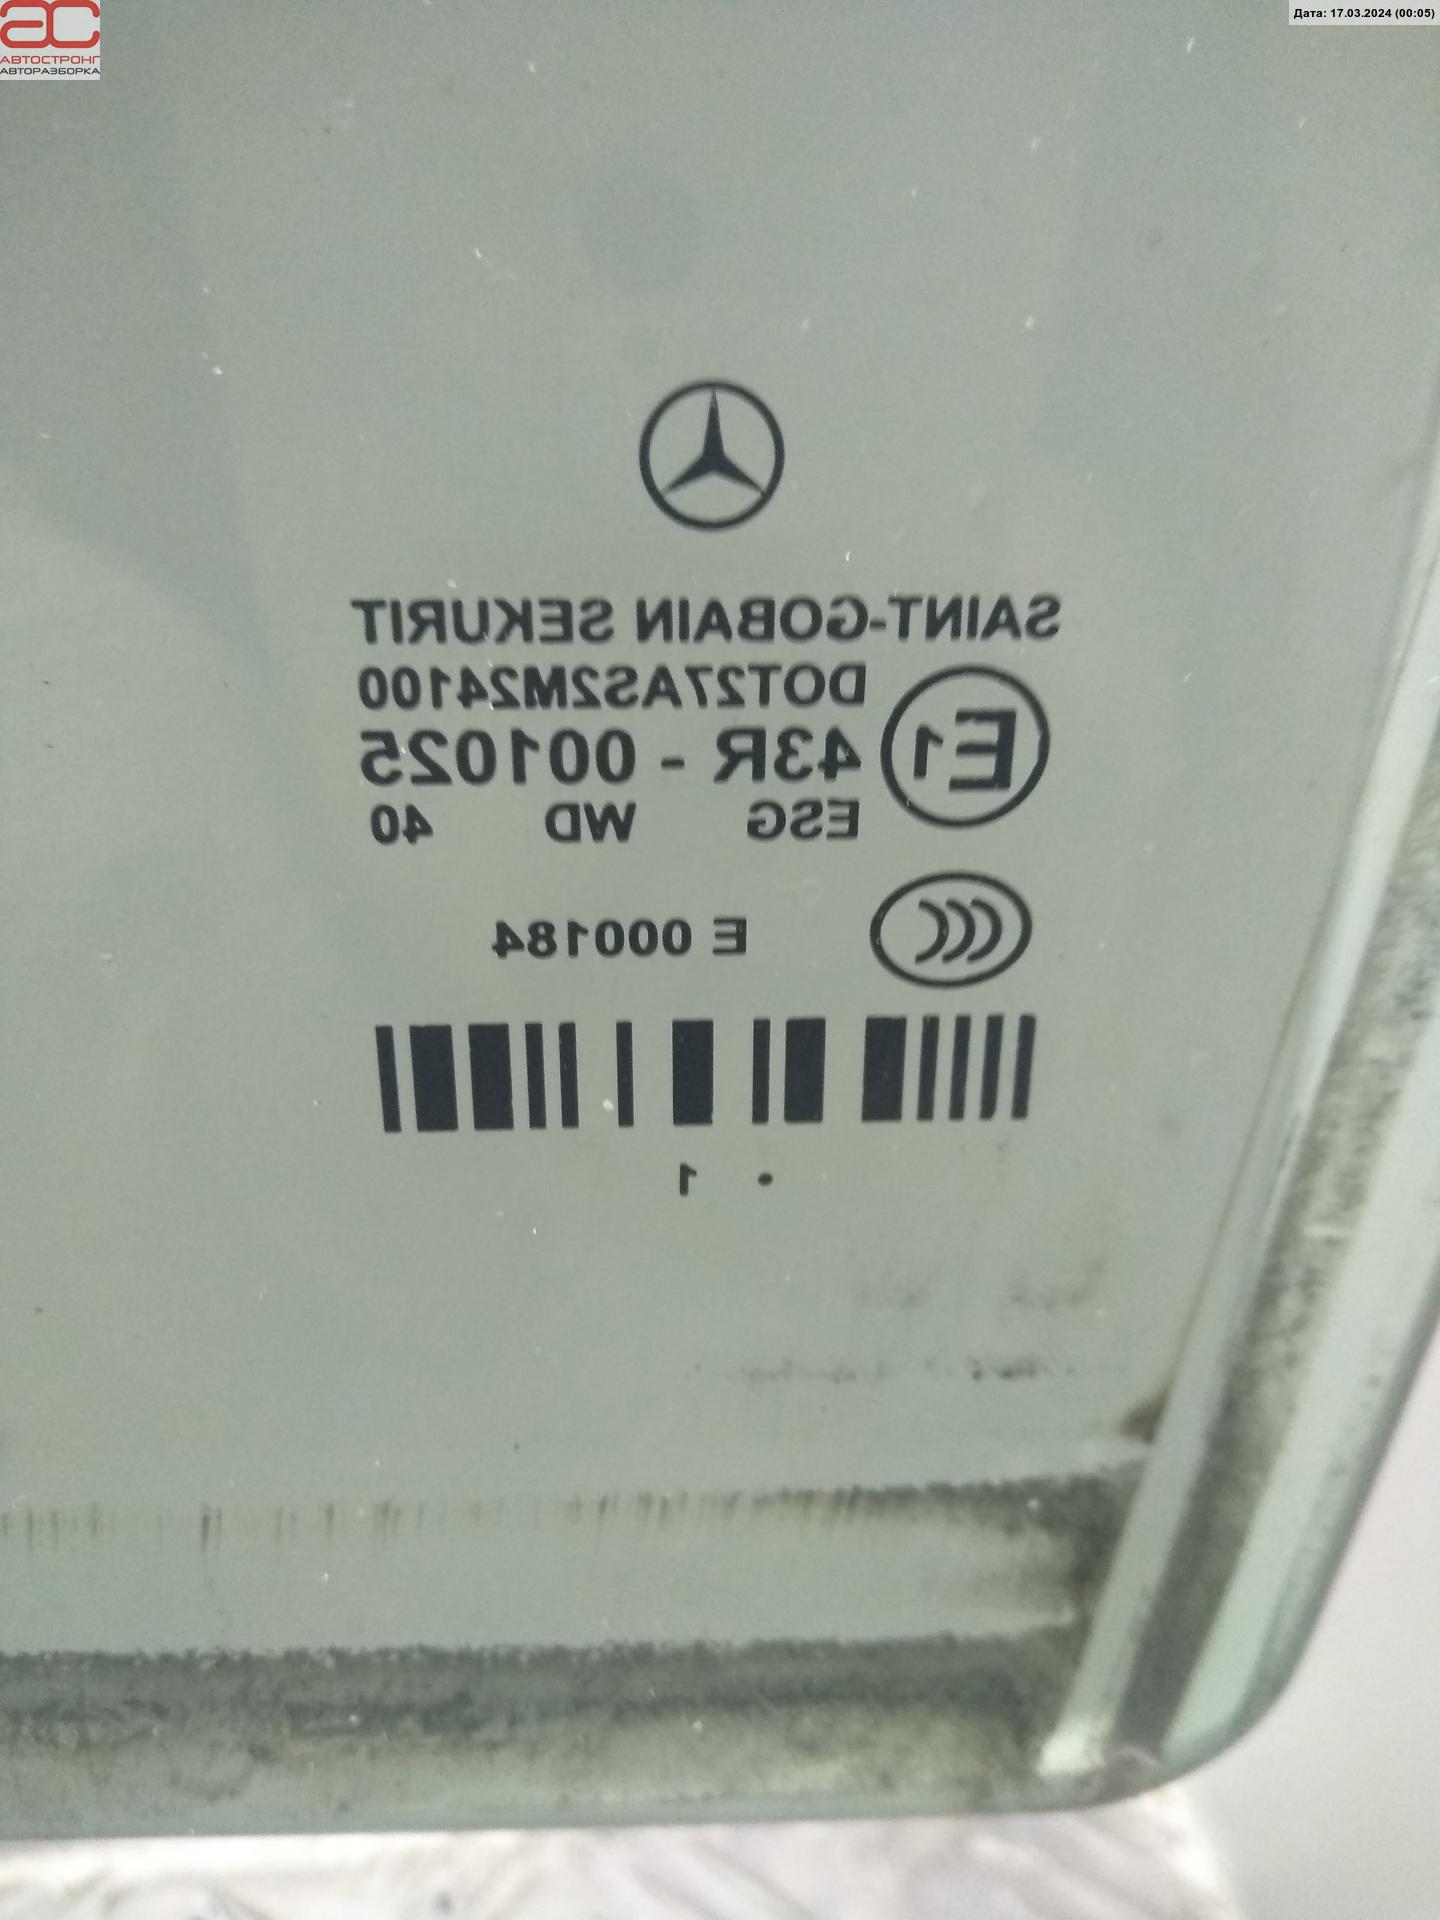 АВТОСТРОНГ
АВТОРАЗБОРКА
Дата: 17.03.2024 (00:05)
SAINT-GOBAIN SEKURIT
E1 DOT27AS2M24100
43R - 001025
ESG WD 40
CCC E 000184
• 1